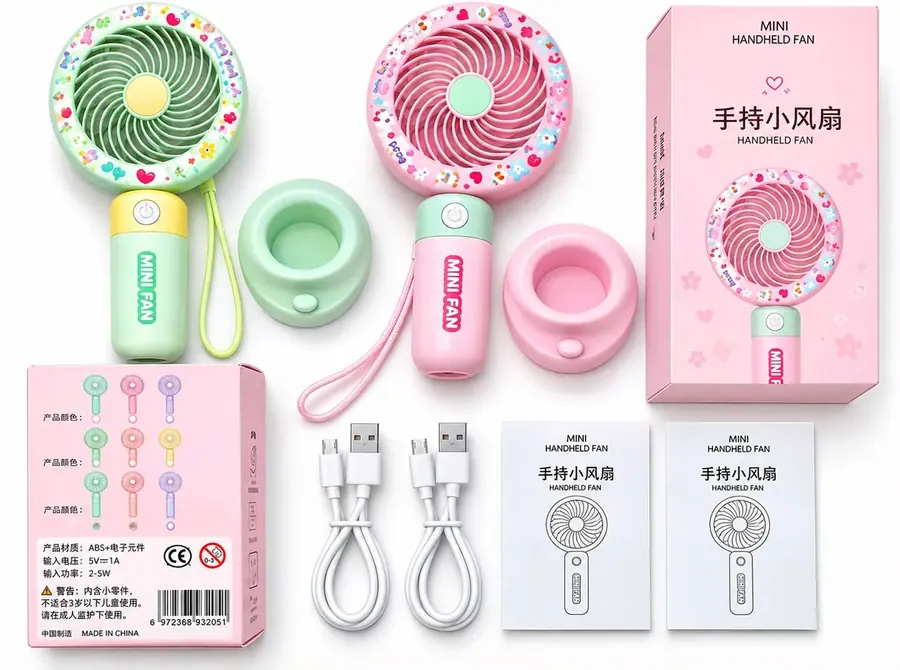 MINI FAN
MINI FAN
MINI
HANDHELD FAN
手持小风扇
HANDHELD FAN
MINI F
产品颜色：
产品颜色：
产品颜色：
产品材质：ABS+电子元件
输入电压：5V⎓1A
输入功率：2-5W
CE
0-3
警告：内含小零件，
不适合3岁以下儿童使用。
请在成人监护下使用。
6 972368 932051
中国制造 MADE IN CHINA
MINI
HANDHELD FAN
手持小风扇
HANDHELD FAN
MINI FAN
MINI
HANDHELD FAN
手持小风扇
HANDHELD FAN
MINI FAN